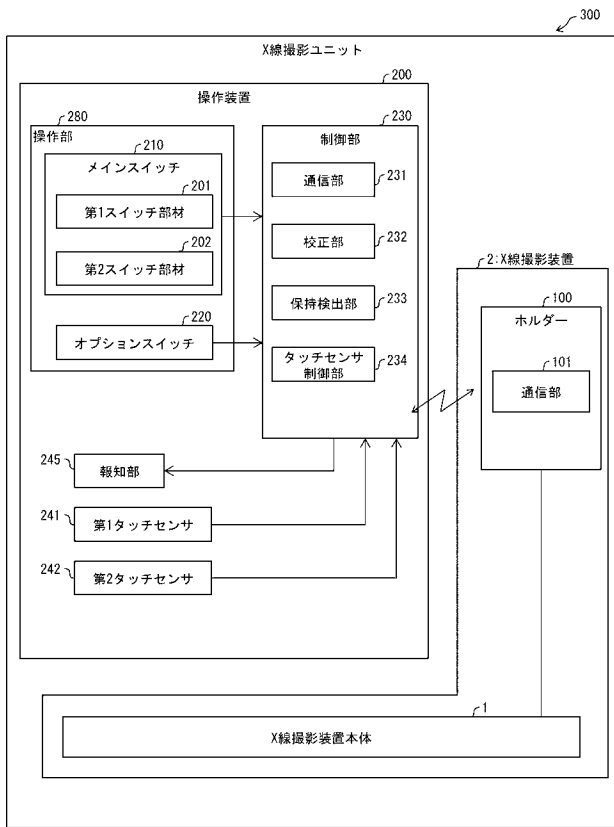 300
X線撮影ユニット
200
操作装置
280
操作部
210
メインスイッチ
201
第1スイッチ部材
202
第2スイッチ部材
220
オプションスイッチ
230
制御部
通信部
231
校正部
232
保持検出部
233
タッチセンサ
制御部
234
2:X線撮影装置
100
ホルダー
101
通信部
245
報知部
241
第1タッチセンサ
242
第2タッチセンサ
1
X線撮影装置本体